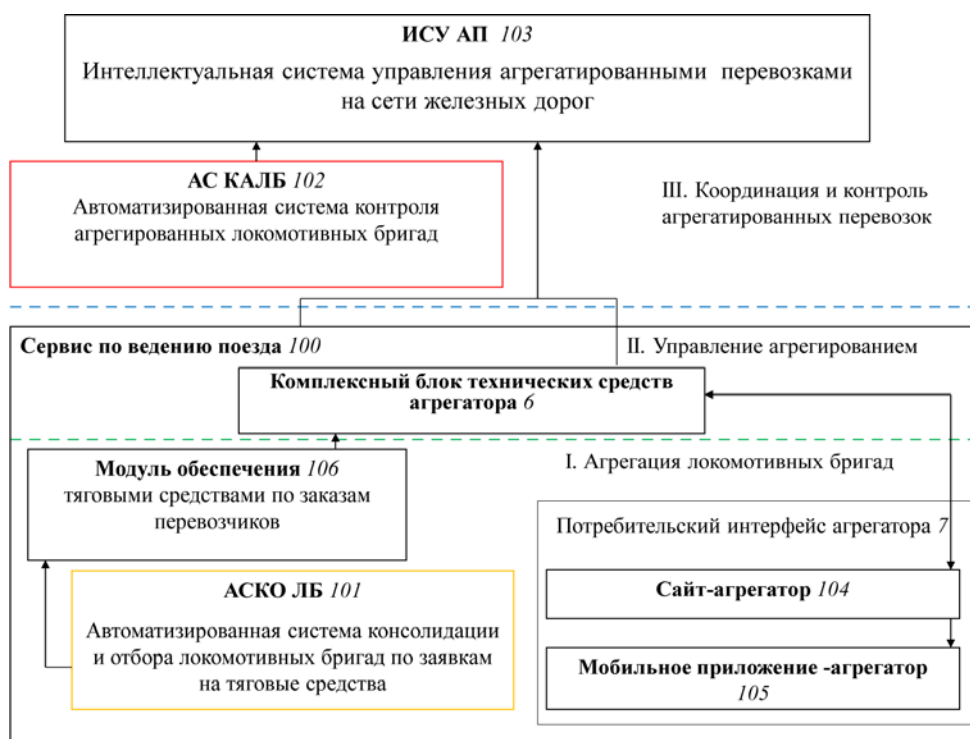 ИСУ АП 103
Интеллектуальная система управления агрегатированными перевозками
на сети железных дорог
АС КАЛБ 102
Автоматизированная система контроля
агрегированных локомотивных бригад
III. Координация и контроль
агрегатированных перевозок
Сервис по ведению поезда 100
II. Управление агрегированием
Комплексный блок технических средств
агрегатора 6
Модуль обеспечения 106
тяговыми средствами по заказам
перевозчиков
I. Агрегация локомотивных бригад
Потребительский интерфейс агрегатора 7
АСКО ЛБ 101
Автоматизированная система консолидации
и отбора локомотивных бригад по заявкам
на тяговые средства
Сайт-агрегатор 104
Мобильное приложение -агрегатор
105